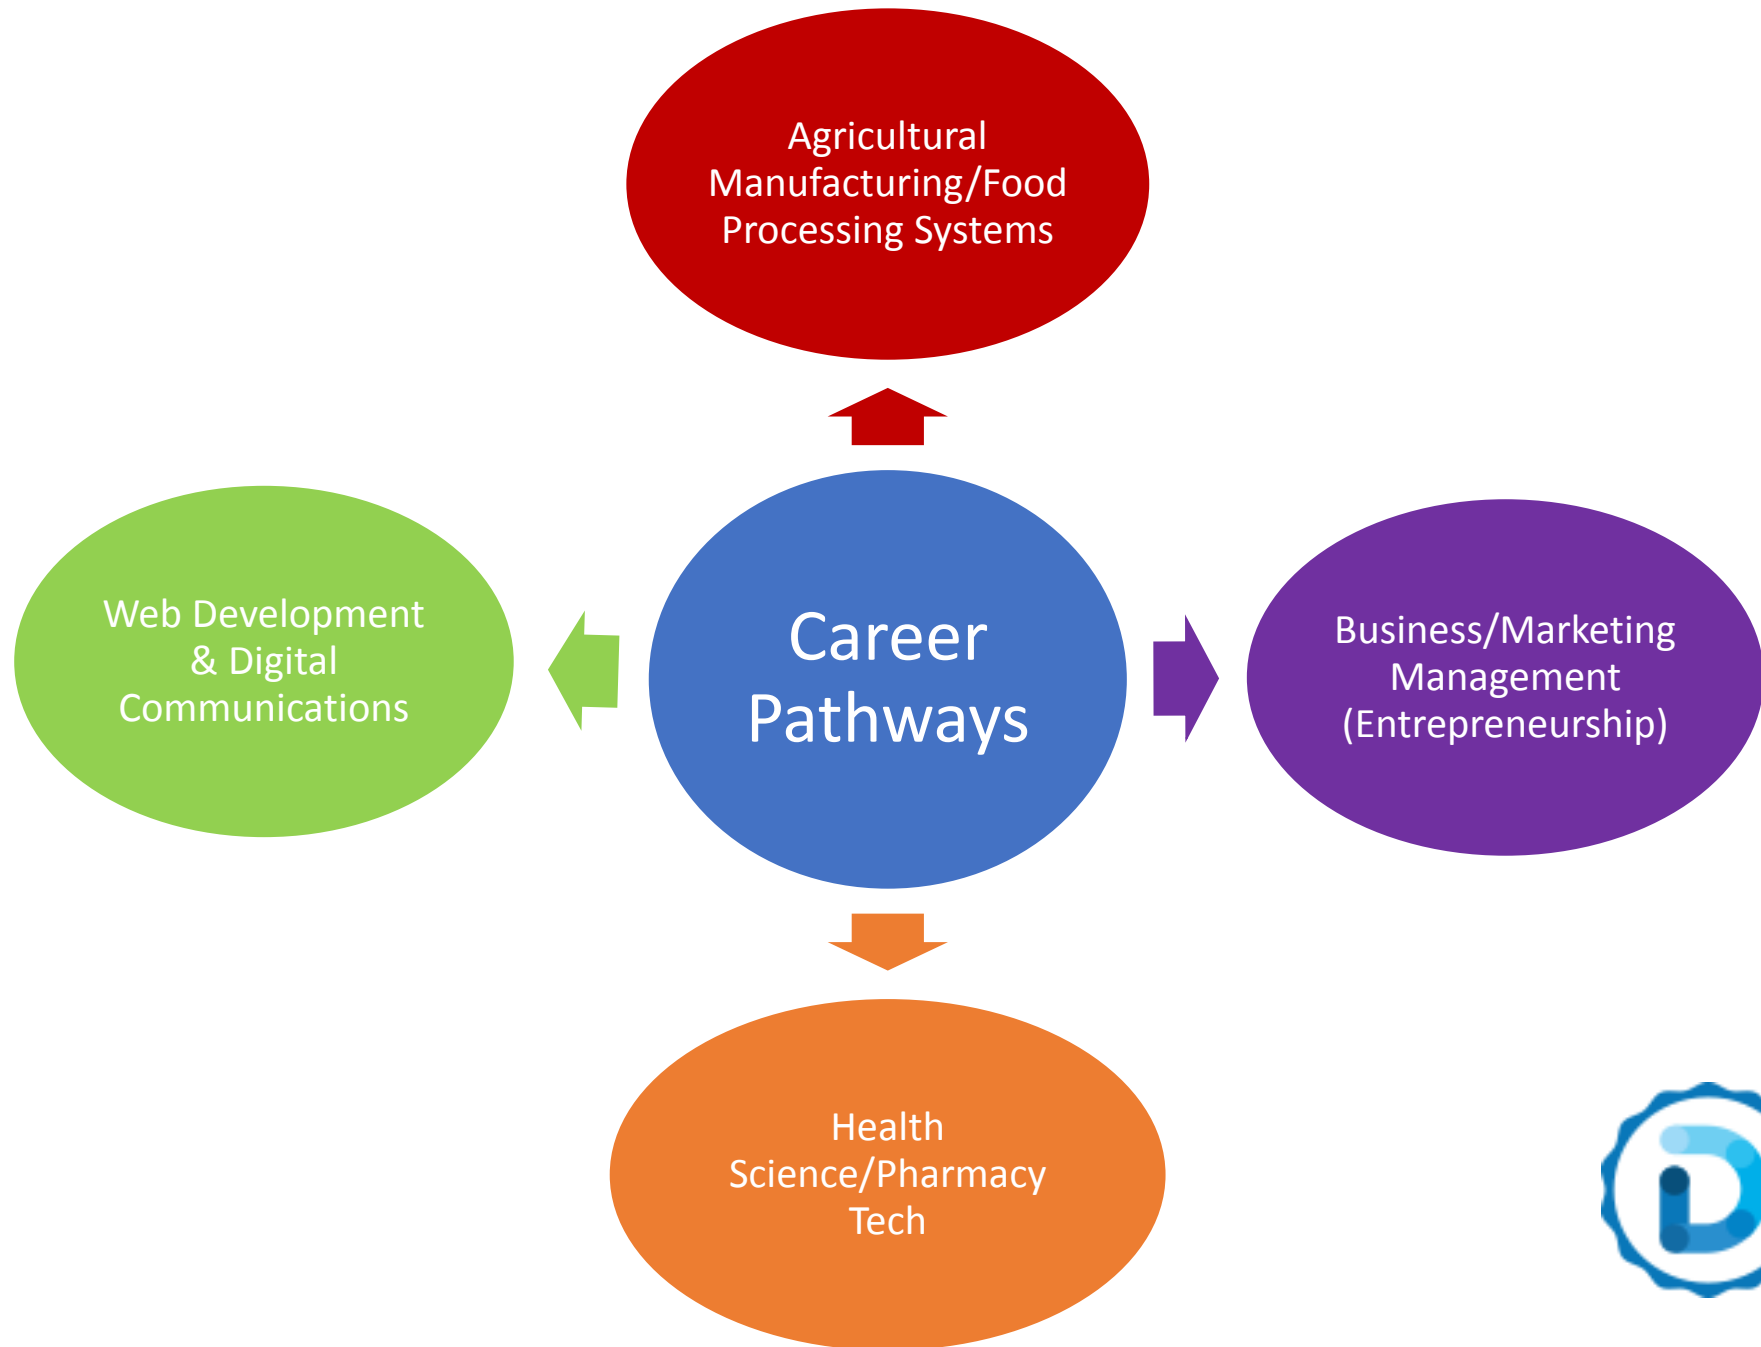 Agricultural
Manufacturing/Food
Processing Systems
Web Development
& Digital
Communications
Career
Pathways
Business/Marketing
Management
(Entrepreneurship)
Health
Science/Pharmacy
Tech